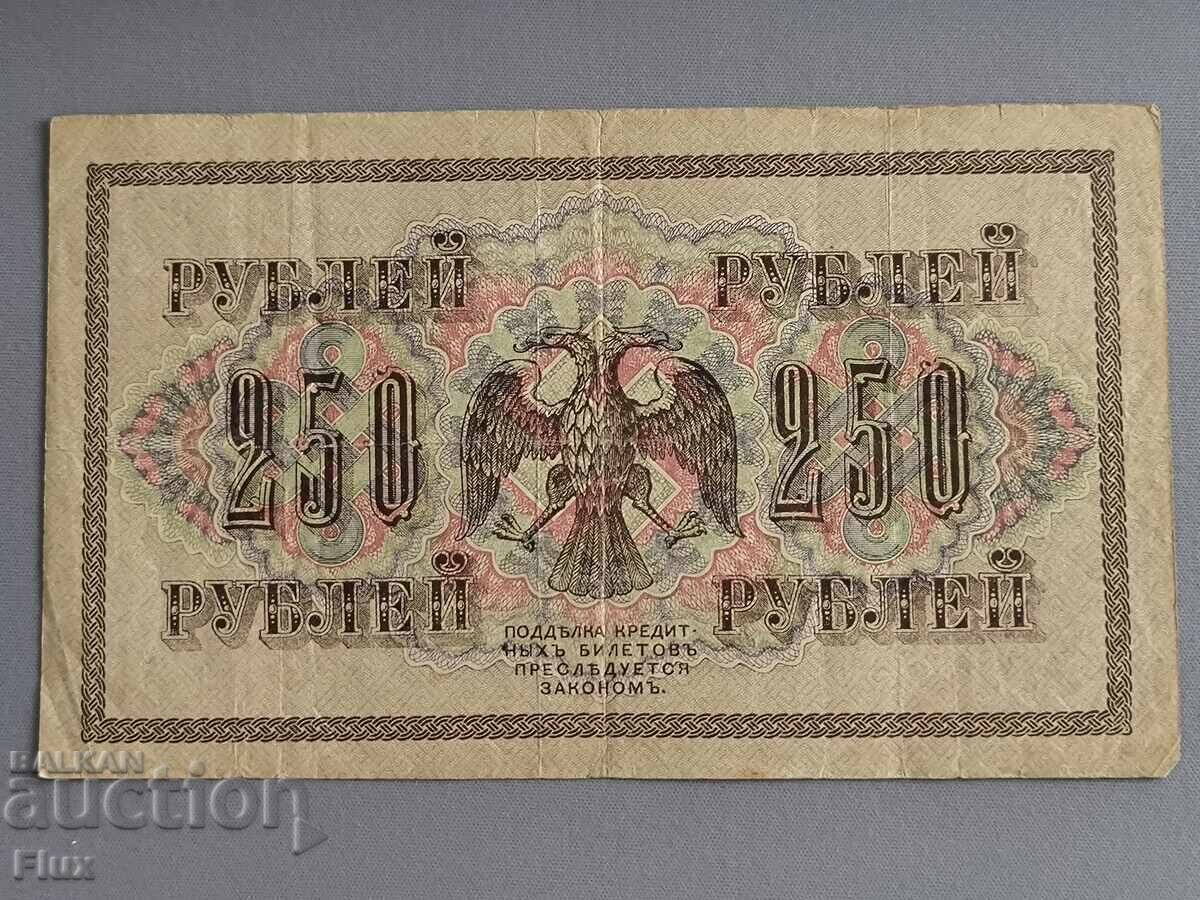 РУБЛЕЙ РУБЛЕЙ
250 250
РУБЛЕЙ РУБЛЕЙ
ПОДДѢЛКА КРЕДИТ-
НЫХЪ БИЛЕТОВЪ
ПРЕСЛѢДУЕТСЯ
ЗАКОНОМЪ.
BALKAN
auction
Flux